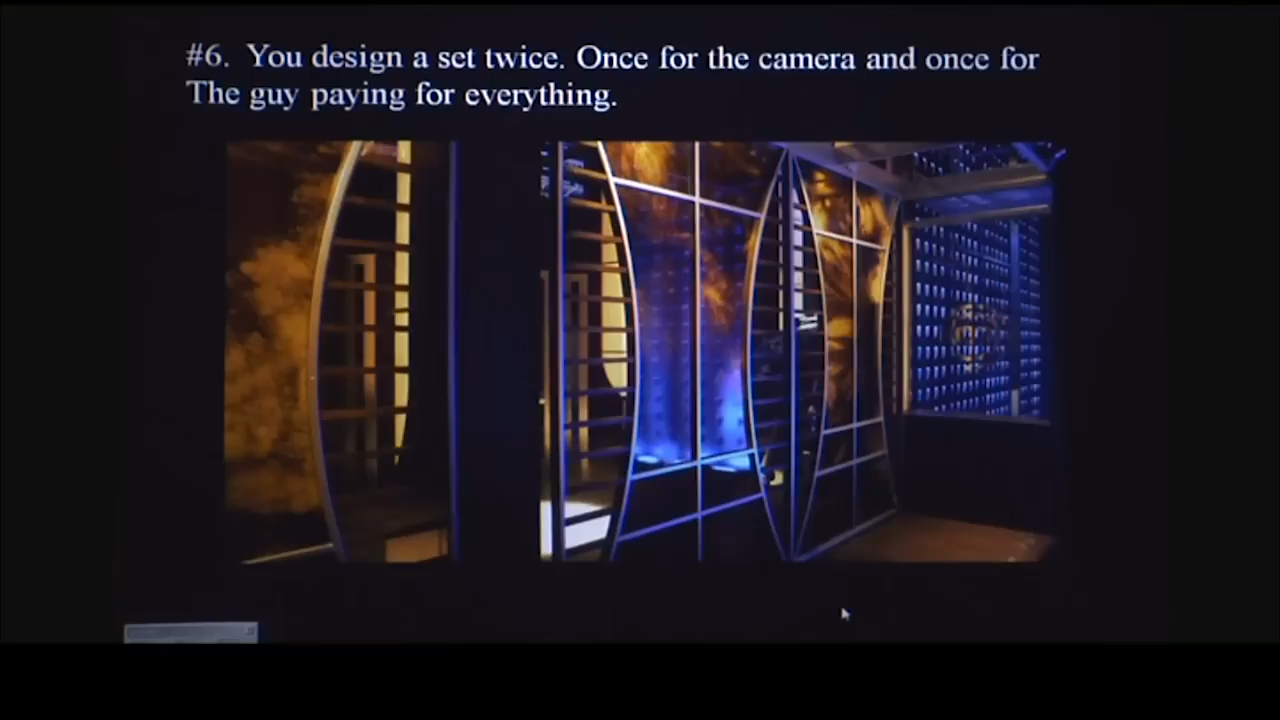 #6. You design a set twice. Once for the camera and once for
The guy paying for everything.